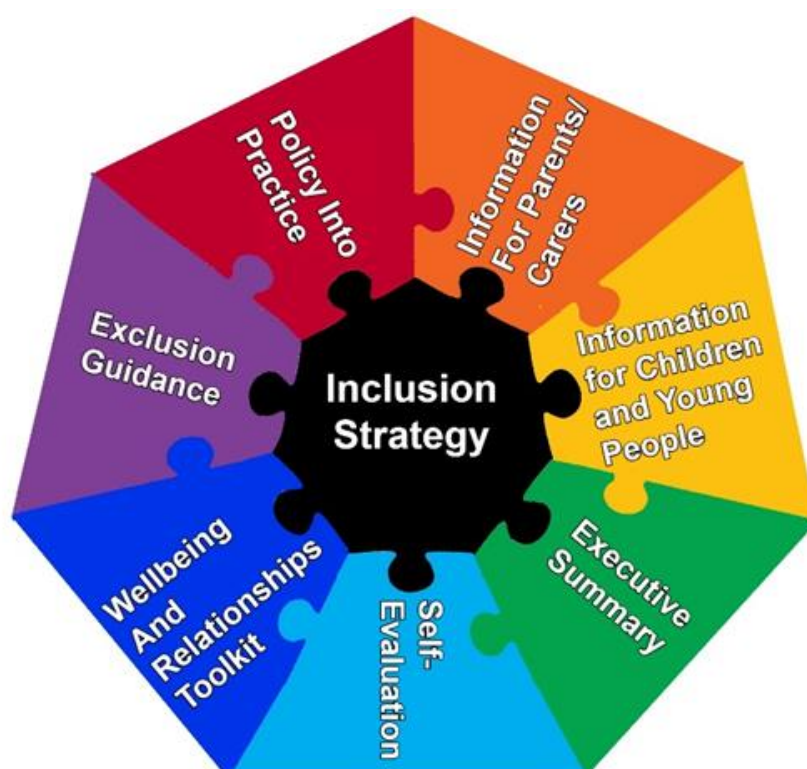 Policy Into
Practice
Information
For Parents/
Carers
Information
for Children
and Young
People
Executive
Summary
Self-
Evaluation
Wellbeing
And
Relationships
Toolkit
Exclusion
Guidance
Inclusion
Strategy